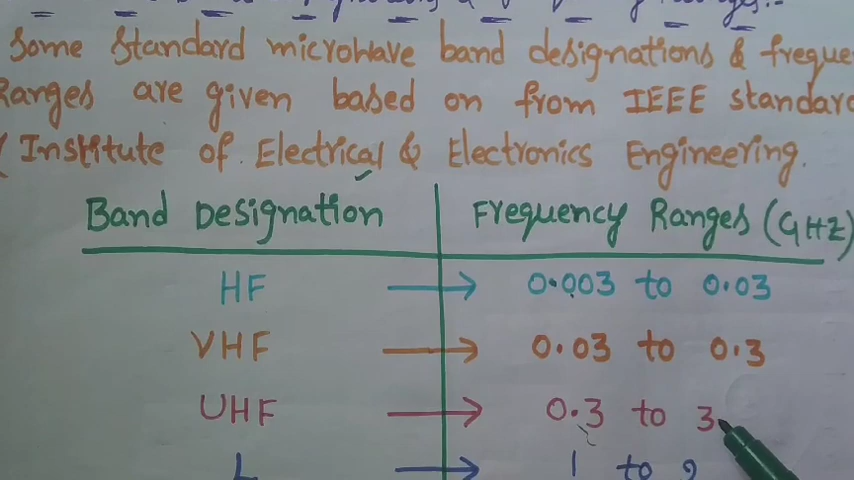 Some Standard microwave band designations & freque
Ranges are given based on from IEEE standard
( Institute of Electrical & Electronics Engineering.
Band Designation Frequency Ranges (GHZ)
HF → 0.003 to 0.03
VHF → 0.03 to 0.3
UHF → 0.3 to 3
L → 1 to 2